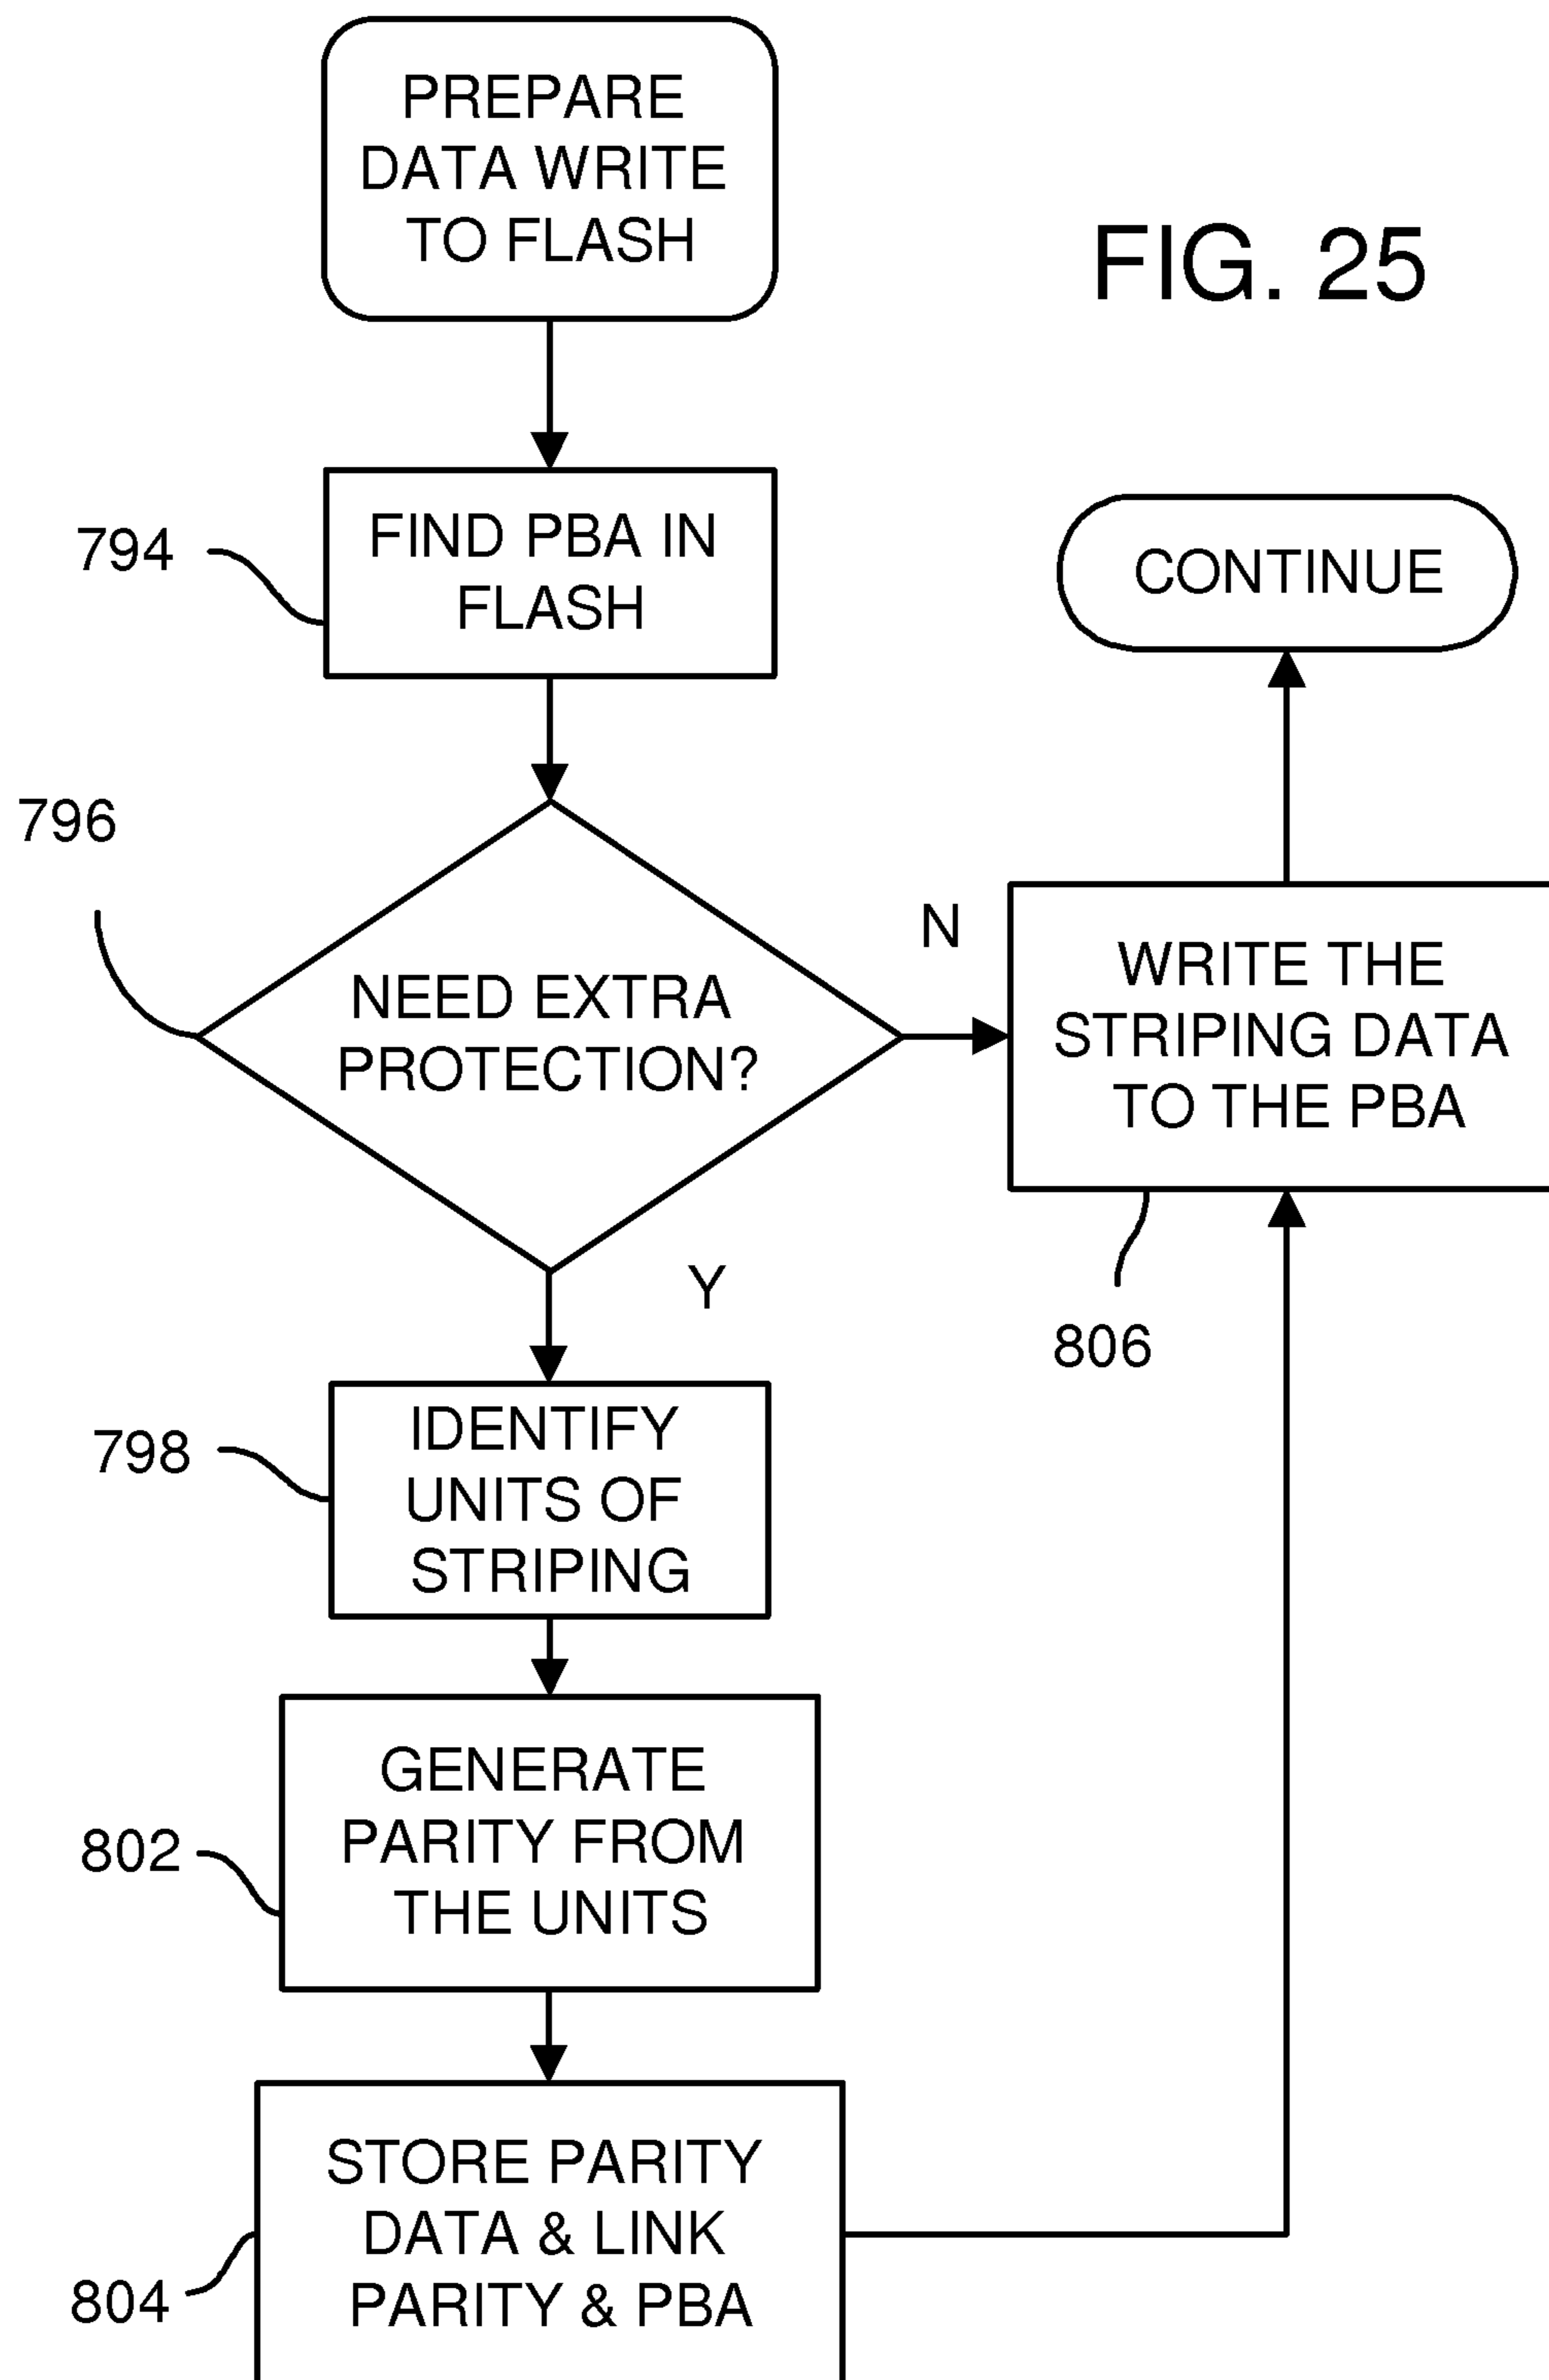 PREPARE
DATA WRITE
TO FLASH
FIG. 25
794
FIND PBA IN
FLASH
CONTINUE
796
NEED EXTRA
PROTECTION?
N
WRITE THE
STRIPING DATA
TO THE PBA
Y
806
798
IDENTIFY
UNITS OF
STRIPING
802
GENERATE
PARITY FROM
THE UNITS
804
STORE PARITY
DATA & LINK
PARITY & PBA